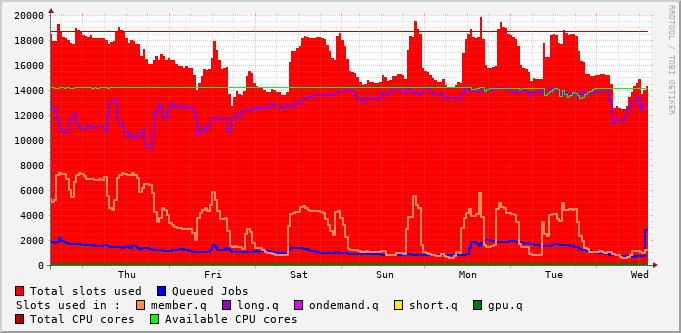 20000
18000
16000
14000
12000
10000
8000
6000
4000
2000
0
Thu Fri Sat Sun Mon Tue Wed
Total slots used Queued Jobs
Slots used in : member.q long.q ondemand.q short.q gpu.q
Total CPU cores Available CPU cores
RRDTOOL / TOBI OETIKER